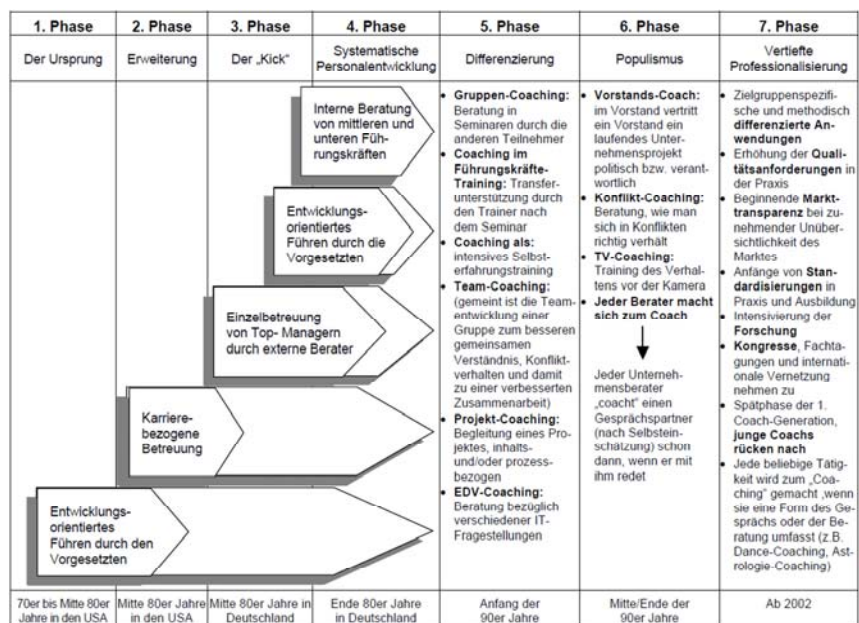 1. Phase
2. Phase
3. Phase
4. Phase
5. Phase
6. Phase
7. Phase
Der Ursprung
Erweiterung
Der „Kick“
Systematische
Personalentwicklung
Differenzierung
Populismus
Vertiefte
Professionalisierung
Interne Beratung
von mittleren und
unteren Füh-
rungskräften
Entwicklungs-
orientiertes
Führen durch die
Vorgesetzten
Einzelbetreuung
von Top- Managern
durch externe Berater
Karriere-
bezogene
Betreuung
Entwicklungs-
orientiertes
Führen durch den
Vorgesetzten
• Gruppen-Coaching:
Beratung in
Seminaren durch die
anderen Teilnehmer
• Coaching im
Führungskräfte-
Training: Transfer-
unterstützung durch
den Trainer nach
dem Seminar
• Coaching als:
intensives Selbst-
erfahrungstraining
• Team-Coaching:
(gemeint ist die Team-
entwicklung einer
Gruppe zum besseren
gemeinsamen
Verständnis, Konflikt-
verhalten und damit
zu einer verbesserten
Zusammenarbeit)
• Projekt-Coaching:
Begleitung eines Pro-
jektes, inhalts-
und/oder prozess-
bezogen
• EDV-Coaching:
Beratung bezüglich
verschiedener IT-
Fragestellungen
• Vorstands-Coach:
im Vorstand vertritt
ein Vorstand ein
laufendes Unter-
nehmensprojekt
politisch bzw. verant-
wortlich
• Konflikt-Coaching:
Beratung, wie man
sich in Konflikten
richtig verhält
• TV-Coaching:
Training des Verhal-
tens vor der Kamera
• Jeder Berater macht
sich zum Coach
Jeder Unterneh-
mensberater
„coacht“ einen
Gesprächspartner
(nach Selbstein-
schätzung) schon
dann, wenn er mit
ihm redet
• Zielgruppenspezifi-
sche und methodisch
differenzierte An-
wendungen
• Erhöhung der Quali-
tätsanforderungen in
der Praxis
• Beginnende Markt-
transparenz bei zu-
nehmender Unüber-
sichtlichkeit des
Marktes
• Anfänge von Stan-
dardisierungen in
Praxis und Ausbildung
• Intensivierung der
Forschung
• Kongresse, Fachta-
gungen und internati-
onale Vernetzung
nehmen zu
• Spätphase der 1.
Coach-Generation,
junge Coachs
rücken nach
• Jede beliebige Tätig-
keit wird zum „Coa-
ching“ gemacht ,wenn
sie eine Form des Ge-
sprächs oder der Be-
ratung umfasst (z.B.
Dance-Coaching, Ast-
rologie-Coaching)
70er bis Mitte 80er
Jahre in den USA
Mitte 80er Jahre
in den USA
Mitte 80er Jahre in
Deutschland
Ende 80er Jahre
in Deutschland
Anfang der
90er Jahre
Mitte/Ende der
90er Jahre
Ab 2002